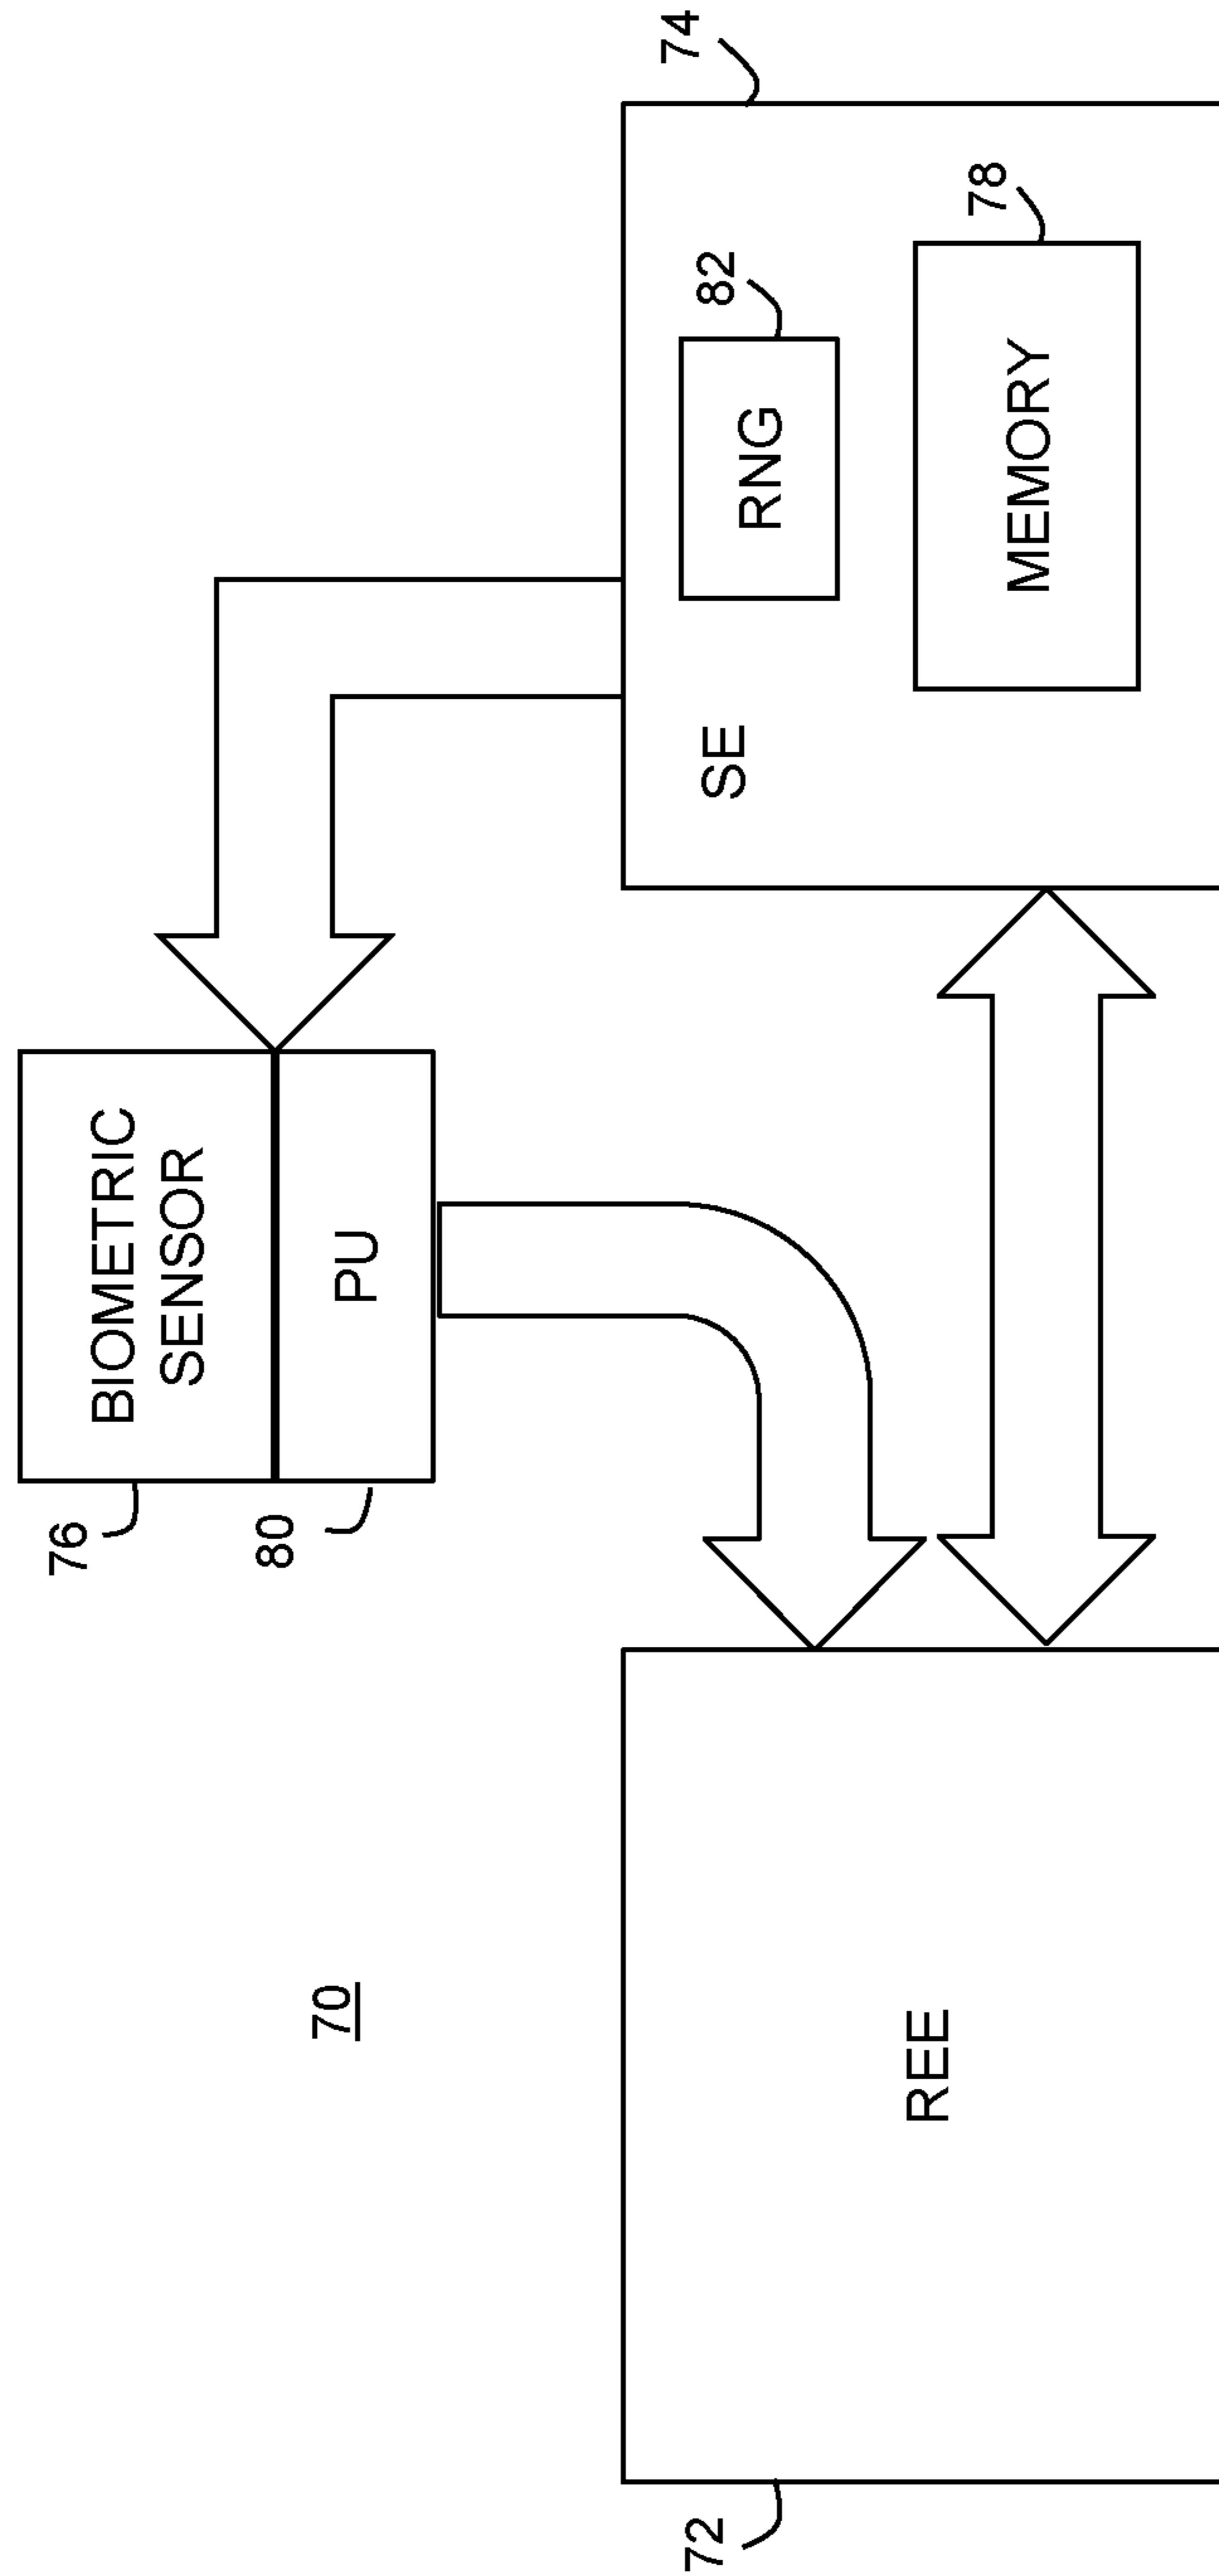 76
BIOMETRIC
SENSOR
80
PU
70
72
REE
74
SE
82
RNG
78
MEMORY